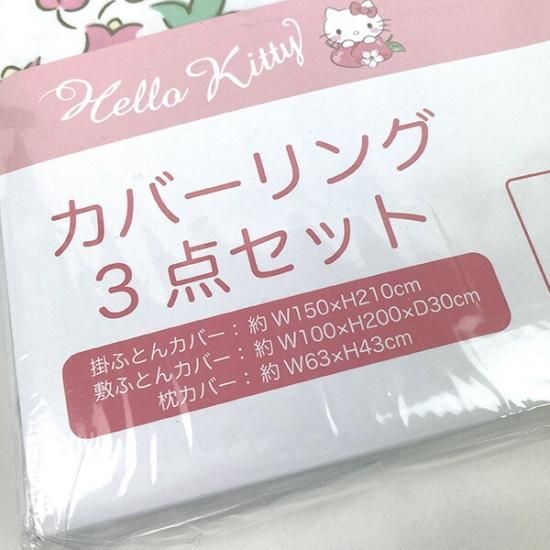 Hello Kitty
カバーリング
3点セット
掛ふとんカバー：約 W150×H210cm
敷ふとんカバー：約 W100×H200×D30cm
枕カバー：約 W63×H43cm